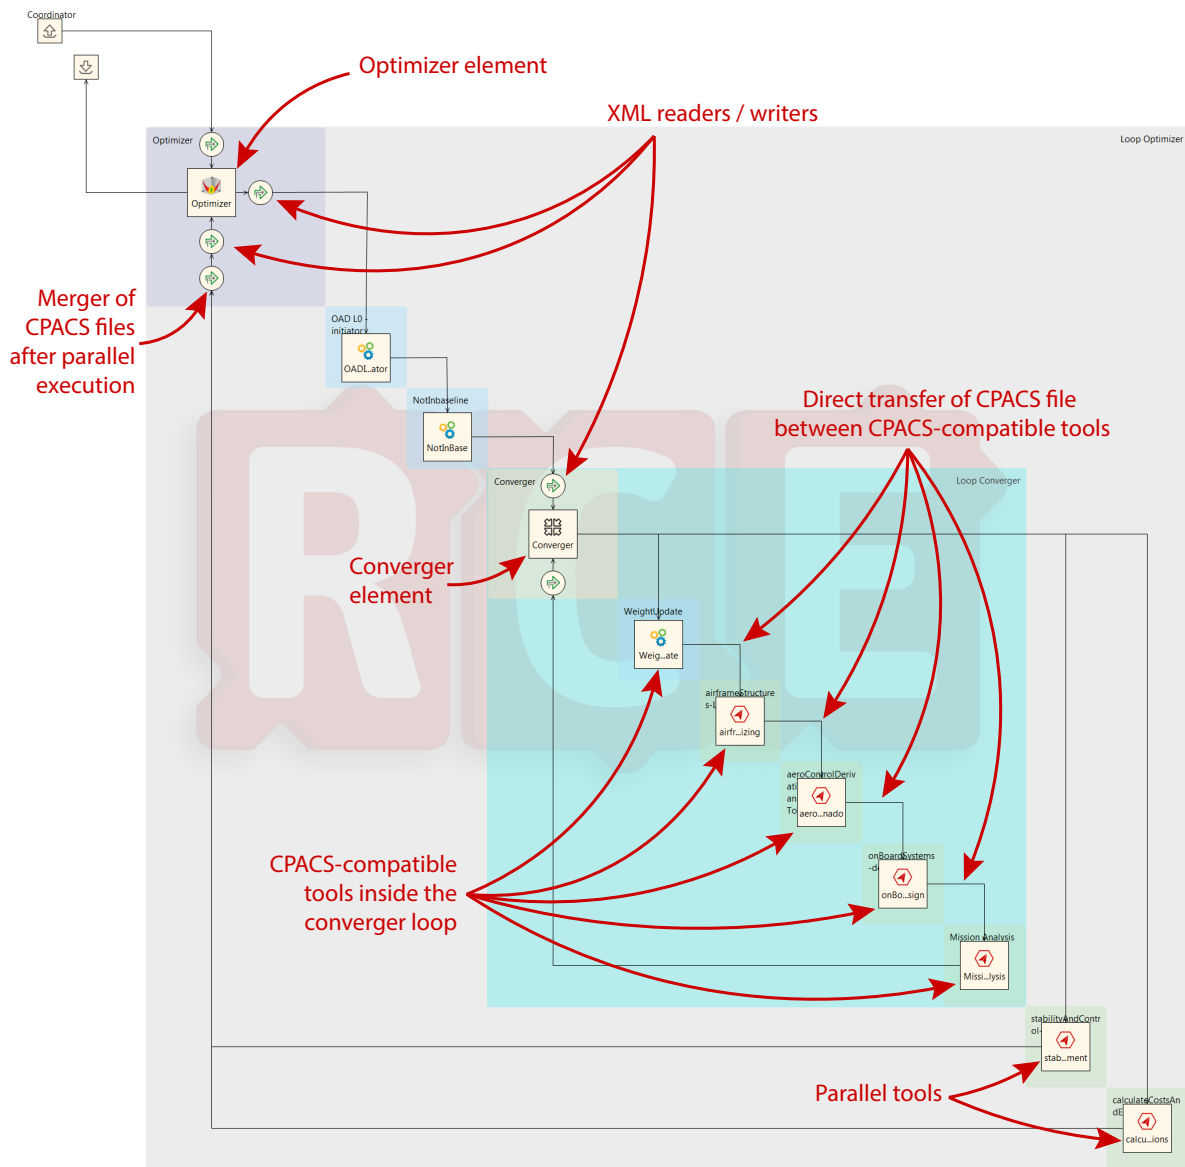 Coordinator
Optimizer element
XML readers / writers
Optimizer
Loop Optimizer
Optimizer
Merger of
CPACS files
after parallel
execution
OAD L0 -
initiator
OADI...ator
NotInbaseline
NotInBase
Direct transfer of CPACS file
between CPACS-compatible tools
Converger
Loop Converger
Converger
Converger
element
RCE
WeightUpdate
Weig...ate
airframeStructure
s-L
airfr...izing
aeroControlDeriv
ati
an
To
aero...nado
CPACS-compatible
tools inside the
converger loop
onBoardSystems
-de
onBo...sign
Mission Analysis
Missi...lysis
stabilityAndContr
ol-
stab...ment
Parallel tools
calculateCostsAn
dE
calcu...ions